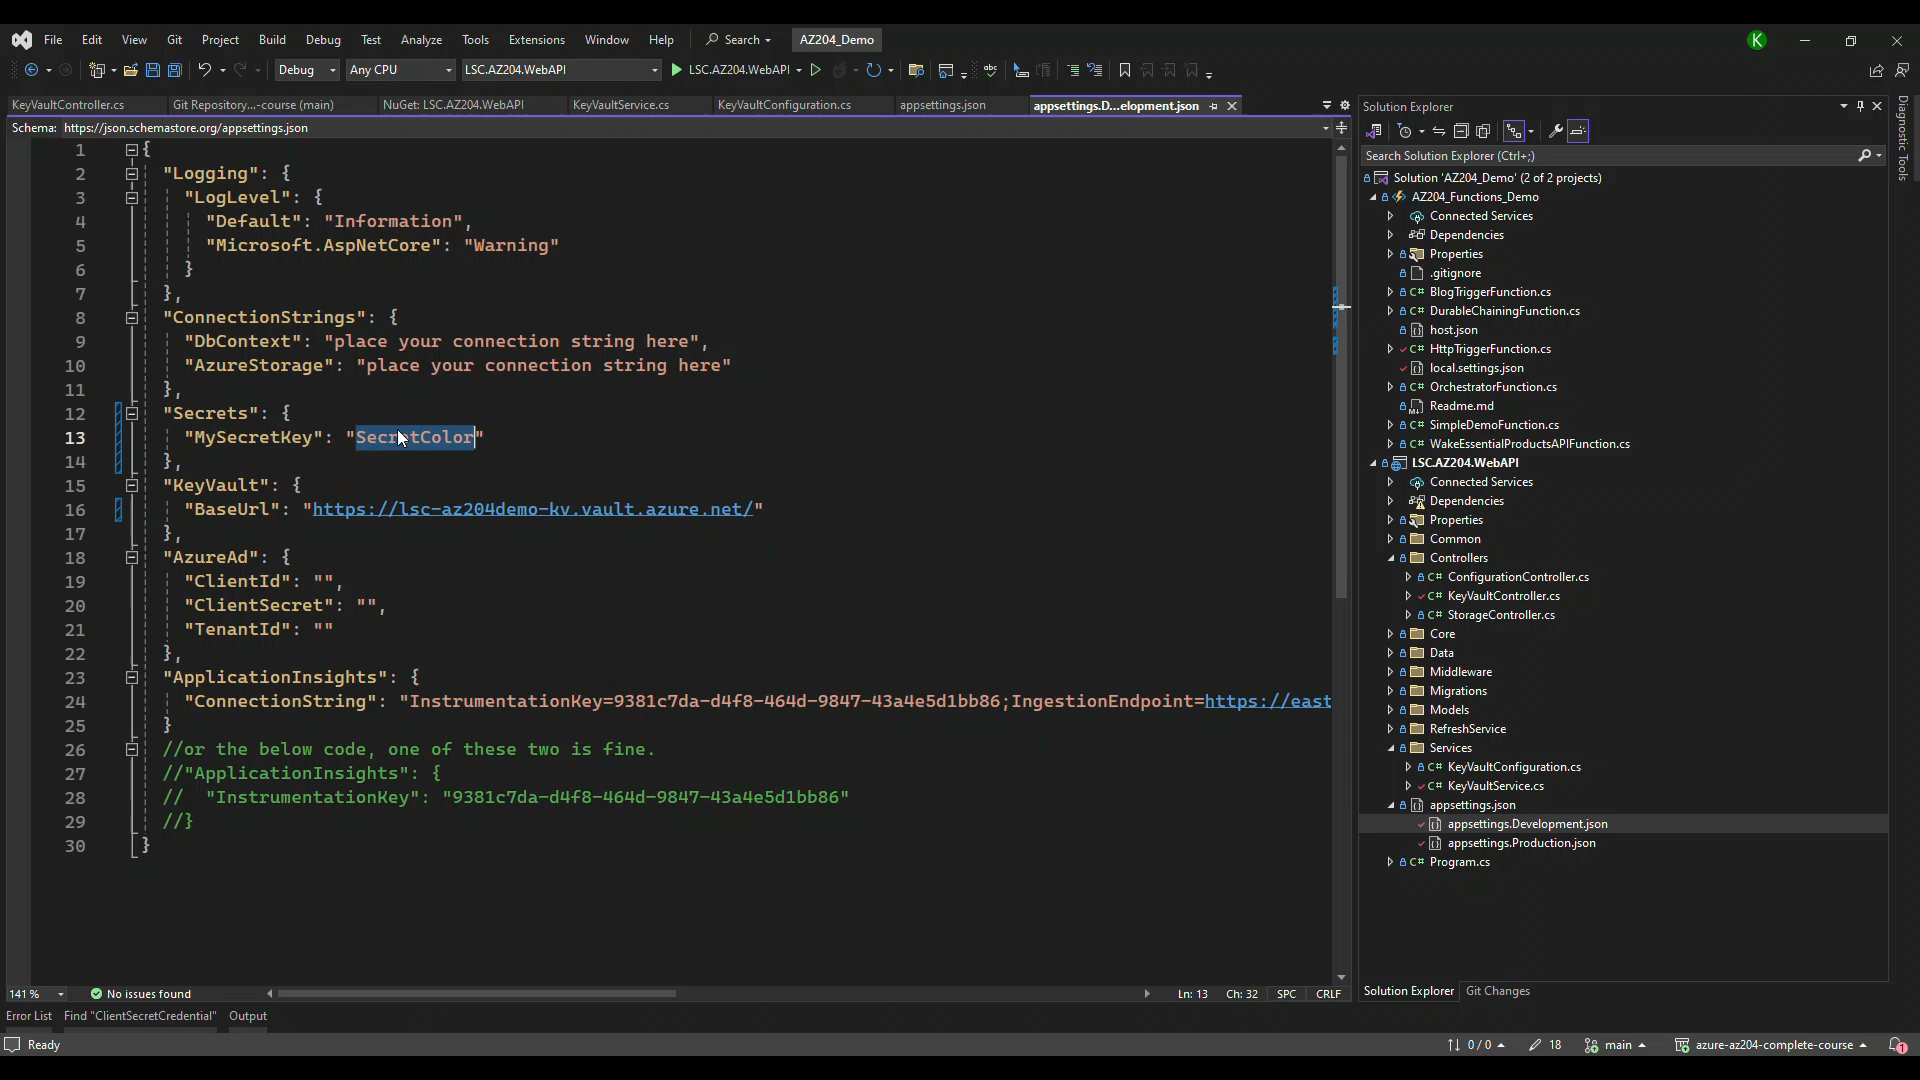 File Edit View Git Project Build Debug Test Analyze Tools Extensions Window Help Search AZ204_Demo K
Debug Any CPU LSC.AZ204.WebAPI LSC.AZ204.WebAPI
KeyVaultController.cs Git Repository...-course (main) NuGet: LSC.AZ204.WebAPI KeyVaultService.cs KeyVaultConfiguration.cs appsettings.json appsettings.D...elopment.json
Schema: https://json.schemastore.org/appsettings.json
1 {
2 "Logging": {
3 "LogLevel": {
4 "Default": "Information",
5 "Microsoft.AspNetCore": "Warning"
6 }
7 },
8 "ConnectionStrings": {
9 "DbContext": "place your connection string here",
10 "AzureStorage": "place your connection string here"
11 },
12 "Secrets": {
13 "MySecretKey": "SecretColor"
14 },
15 "KeyVault": {
16 "BaseUrl": "https://lsc-az204demo-kv.vault.azure.net/"
17 },
18 "AzureAd": {
19 "ClientId": "",
20 "ClientSecret": "",
21 "TenantId": ""
22 },
23 "ApplicationInsights": {
24 "ConnectionString": "InstrumentationKey=9381c7da-d4f8-464d-9847-43a4e5d1bb86;IngestionEndpoint=https://east
25 }
26 //or the below code, one of these two is fine.
27 //"ApplicationInsights": {
28 // "InstrumentationKey": "9381c7da-d4f8-464d-9847-43a4e5d1bb86"
29 //}
30 }
141 % No issues found Ln: 13 Ch: 32 SPC CRLF
Error List Find "ClientSecretCredential" Output
Solution Explorer
Search Solution Explorer (Ctrl+;)
Solution 'AZ204_Demo' (2 of 2 projects)
AZ204_Functions_Demo
Connected Services
Dependencies
Properties
.gitignore
C# BlogTriggerFunction.cs
C# DurableChainingFunction.cs
host.json
C# HttpTriggerFunction.cs
local.settings.json
C# OrchestratorFunction.cs
Readme.md
C# SimpleDemoFunction.cs
C# WakeEssentialProductsAPIFunction.cs
LSC.AZ204.WebAPI
Connected Services
Dependencies
Properties
Common
Controllers
C# ConfigurationController.cs
C# KeyVaultController.cs
C# StorageController.cs
Core
Data
Middleware
Migrations
Models
RefreshService
Services
C# KeyVaultConfiguration.cs
C# KeyVaultService.cs
appsettings.json
appsettings.Development.json
appsettings.Production.json
C# Program.cs
Solution Explorer Git Changes
Diagnostic Tools
Ready 0 / 0 18 main azure-az204-complete-course 1